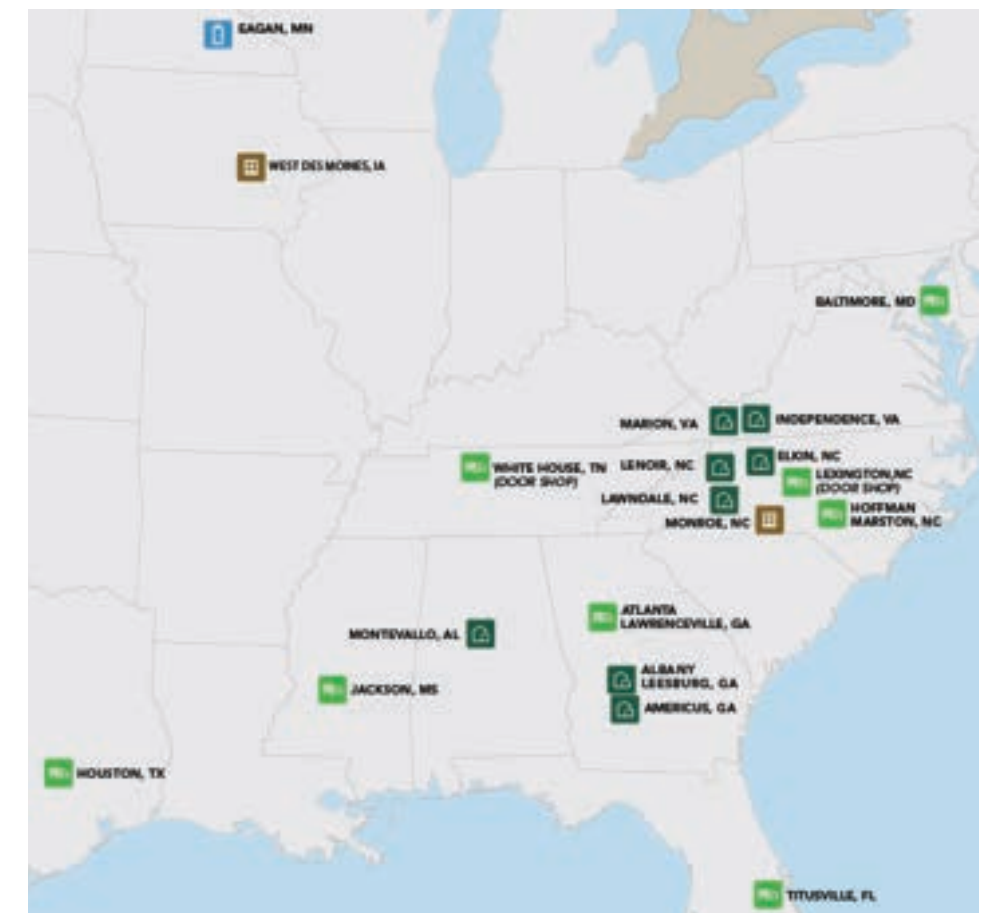 EAGAN, MN
WEST DES MOINES, IA
BALTIMORE, MD
MARION, VA
INDEPENDENCE, VA
ELKIN, NC
LENOIR, NC
WHITE HOUSE, TN
(DOOR SHOP)
LEXINGTON,NC
(DOOR SHOP)
LAWNDALE, NC
HOFFMAN
MARSTON, NC
MONROE, NC
ATLANTA
LAWRENCEVILLE, GA
MONTEVALLO, AL
ALBANY
LEESBURG, GA
JACKSON, MS
AMERICUS, GA
HOUSTON, TX
TITUSVILLE, FL